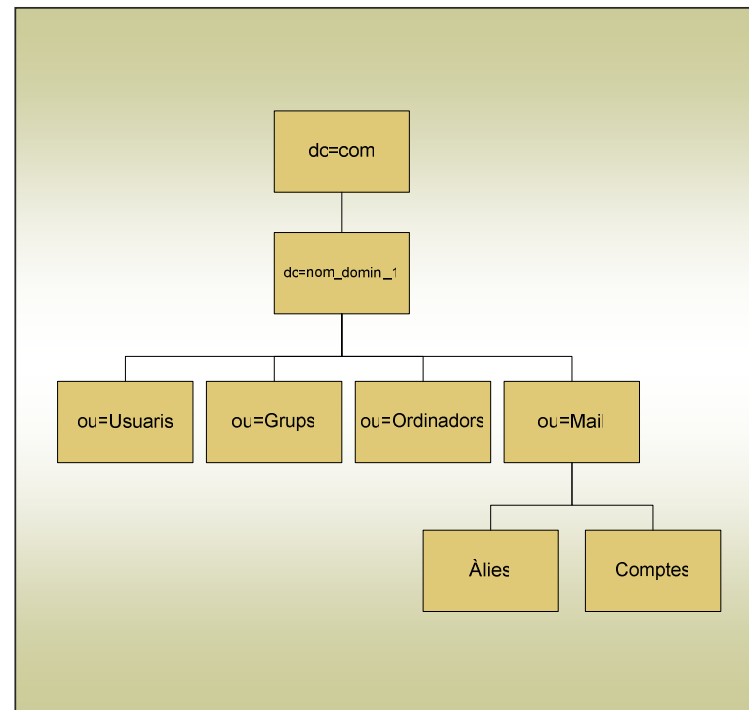 dc=com
dc=nom_domin_1
ou=Usuaris
ou=Grups
ou=Ordinadors
ou=Mail
Àlies
Comptes